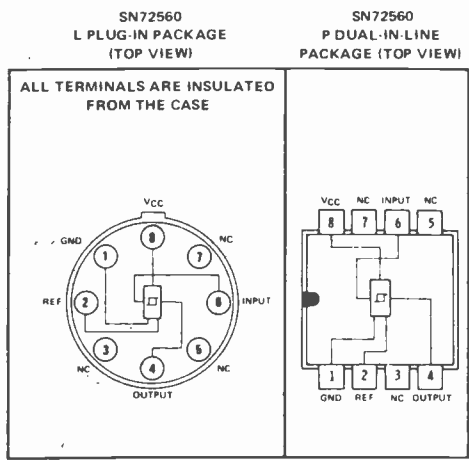 SN72560
L PLUG-IN PACKAGE
(TOP VIEW)
ALL TERMINALS ARE INSULATED
FROM THE CASE
VCC
GND
8
NC
1
7
REF
2
6
INPUT
3
5
NC
4
NC
OUTPUT
SN72560
P DUAL-IN-LINE
PACKAGE (TOP VIEW)
VCC NC INPUT NC
8 7 6 5
1 2 3 4
GND REF NC OUTPUT